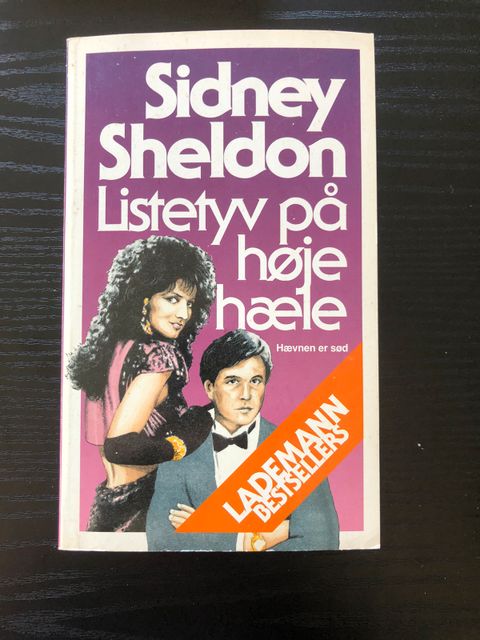 Sidney
Sheldon
Listetyv på
høje
hæle
Hævnen er sød
LADEMANN
BESTSELLERS